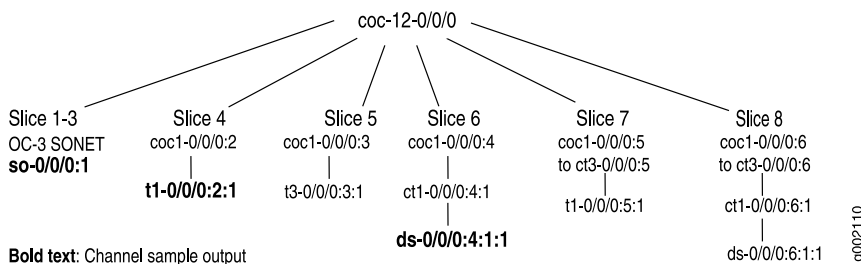 coc-12-0/0/0
Slice 1-3
Slice 4
Slice 5
Slice 6
Slice 7
Slice 8
OC-3 SONET
coc1-0/0/0:2
coc1-0/0/0:3
coc1-0/0/0:4
coc1-0/0/0:5
coc1-0/0/0:6
so-0/0/0:1
to ct3-0/0/0:5
to ct3-0/0/0:6
t1-0/0/0:2:1
t3-0/0/0:3:1
ct1-0/0/0:4:1
t1-0/0/0:5:1
ct1-0/0/0:6:1
ds-0/0/0:4:1:1
Bold text: Channel sample output
ds-0/0/0:6:1:1
g002110